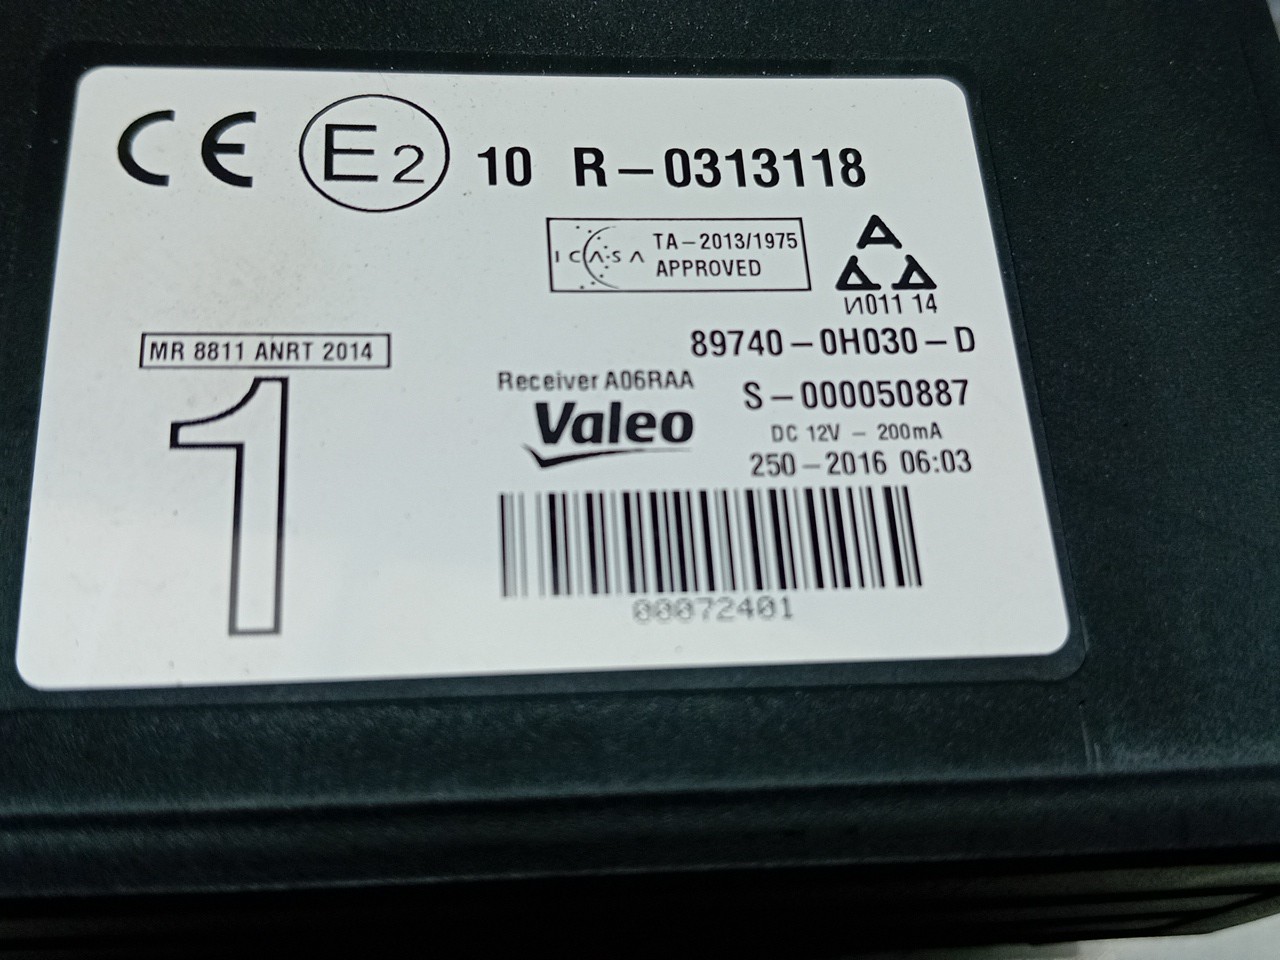 CE E2 10 R-0313118
ICASA TA-2013/1975
APPROVED
И011 14
89740-0H030-D
MR 8811 ANRT 2014
Receiver A06RAA
S-000050887
Valeo
DC 12V - 200mA
250-2016 06:03
1
00072401